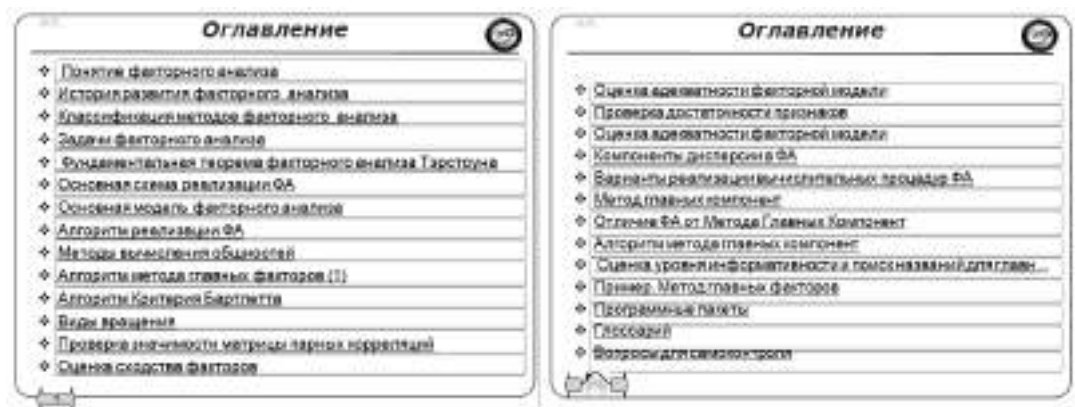 Оглавление
Понятие факторного анализа
История развития факторного анализа
Классификация методов факторного анализа
Задачи факторного анализа
Фундаментальная теорема факторного анализа Тэрстоуна
Основная схема реализации ФА
Основная модель факторного анализа
Алгоритм реализации ФА
Методы вычисления общностей
Алгоритм метода главных факторов (1)
Алгоритм Критерия Бартлетта
Виды вращения
Проверка значимости матрицы парных корреляций
Оценка сходства факторов
Оглавление
Оценка адекватности факторной модели
Проверка достаточности признаков
Оценка адекватности факторной модели
Компоненты дисперсии в ФА
Варианты реализации вычислительных процедур ФА
Метод главных компонент
Отличие ФА от Метода Главных Компонент
Алгоритм метода главных компонент
Оценка уровня информативности и поиск названий для главн...
Пример. Метод главных факторов
Программные пакеты
Глоссарий
Вопросы для самоконтроля